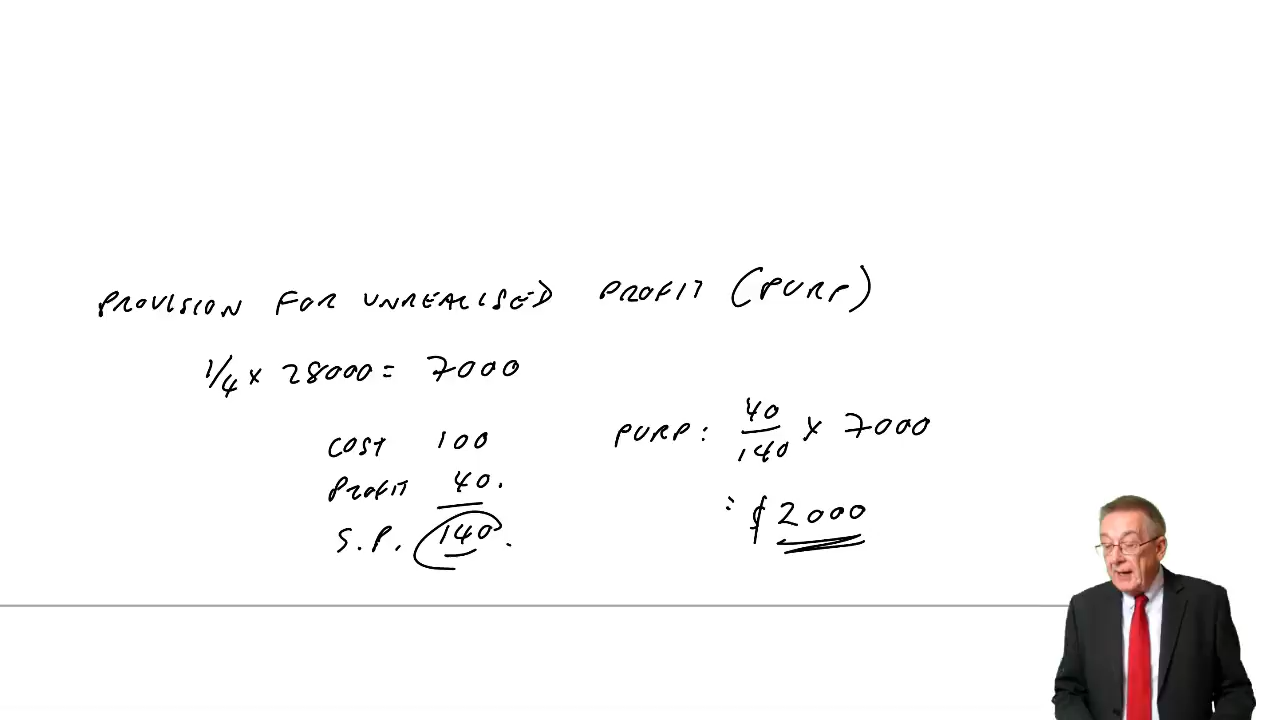 PROVISION FOR UNREALISED PROFIT (PURP)
1/4 × 28000 = 7000
COST 100
PROFIT 40.
S.P. 140.
PURP: 40/140 × 7000
= $2000